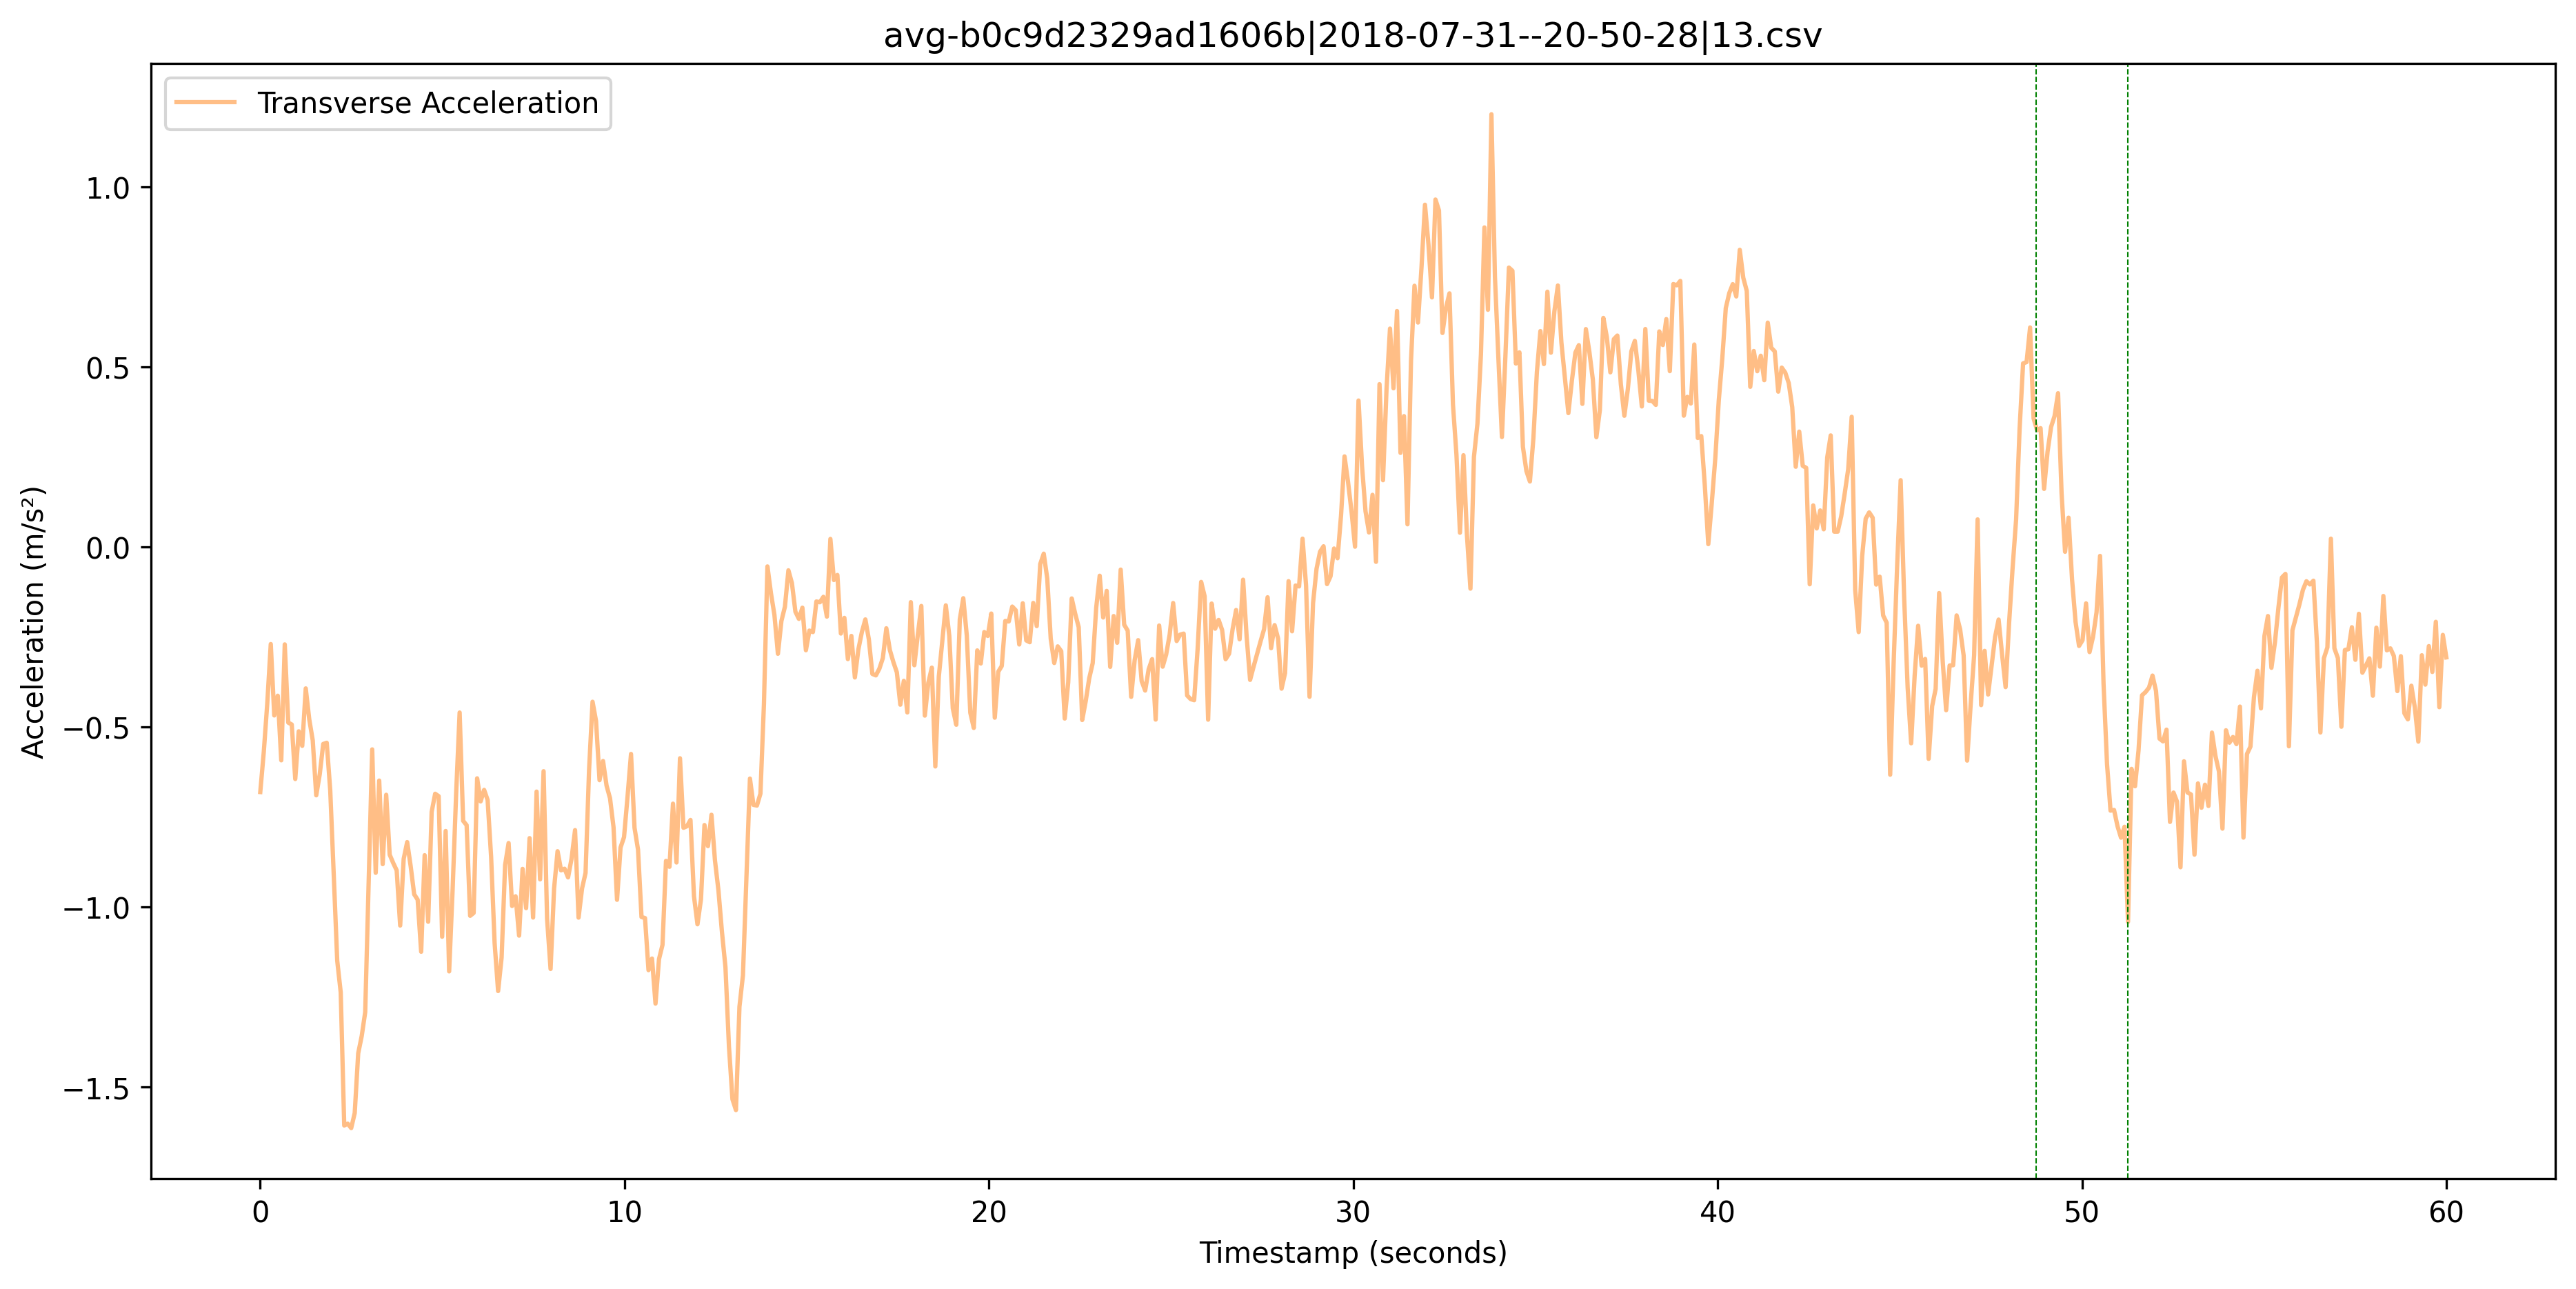 avg-b0c9d2329ad1606b|2018-07-31--20-50-28|13.csv
Transverse Acceleration
Acceleration (m/s²)
1.0
0.5
0.0
−0.5
−1.0
−1.5
0 10 20 30 40 50 60
Timestamp (seconds)